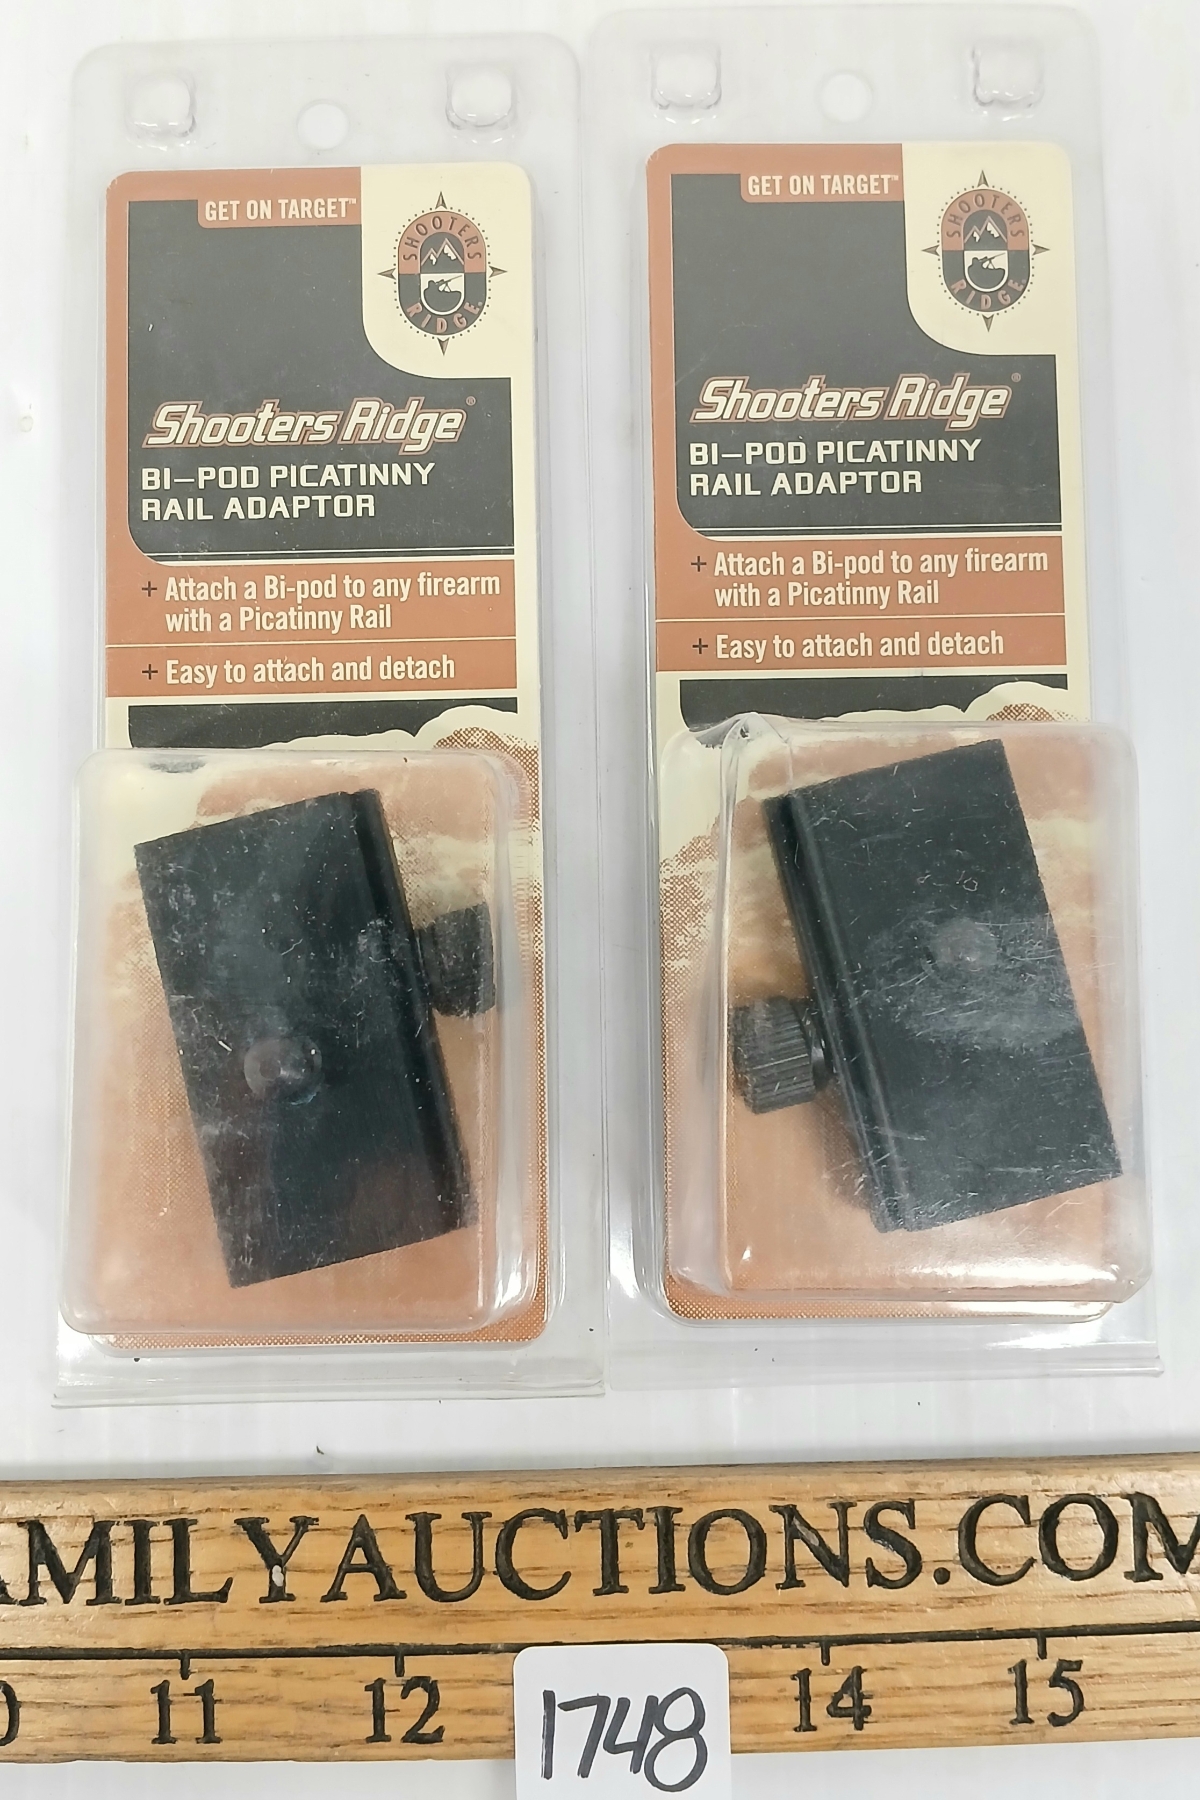 GET ON TARGET™
SHOOTERS
RIDGE
Shooters Ridge®
BI-POD PICATINNY
RAIL ADAPTOR
+ Attach a Bi-pod to any firearm
with a Picatinny Rail
+ Easy to attach and detach
GET ON TARGET™
SHOOTERS
RIDGE
Shooters Ridge®
BI-POD PICATINNY
RAIL ADAPTOR
+ Attach a Bi-pod to any firearm
with a Picatinny Rail
+ Easy to attach and detach
AMILYAUCTIONS.COM
0 11 12 14 15
1748